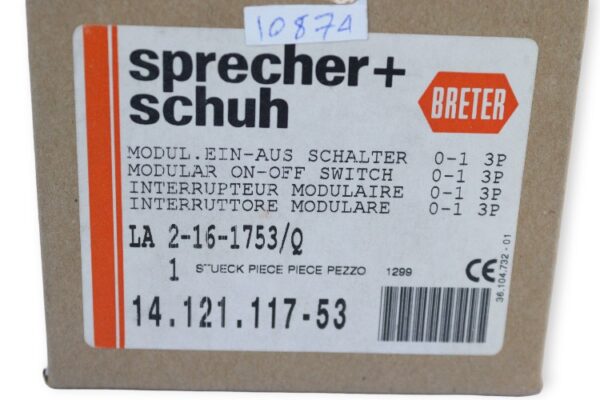 10874
sprecher+
schuh
BRETER
MODUL.EIN-AUS SCHALTER 0-1 3P
MODULAR ON-OFF SWITCH 0-1 3P
INTERRUPTEUR MODULAIRE 0-1 3P
INTERRUTTORE MODULARE 0-1 3P
LA 2-16-1753/Q
1 STUECK PIECE PIECE PEZZO 1299
CE
36.104.732-01
14.121.117-53